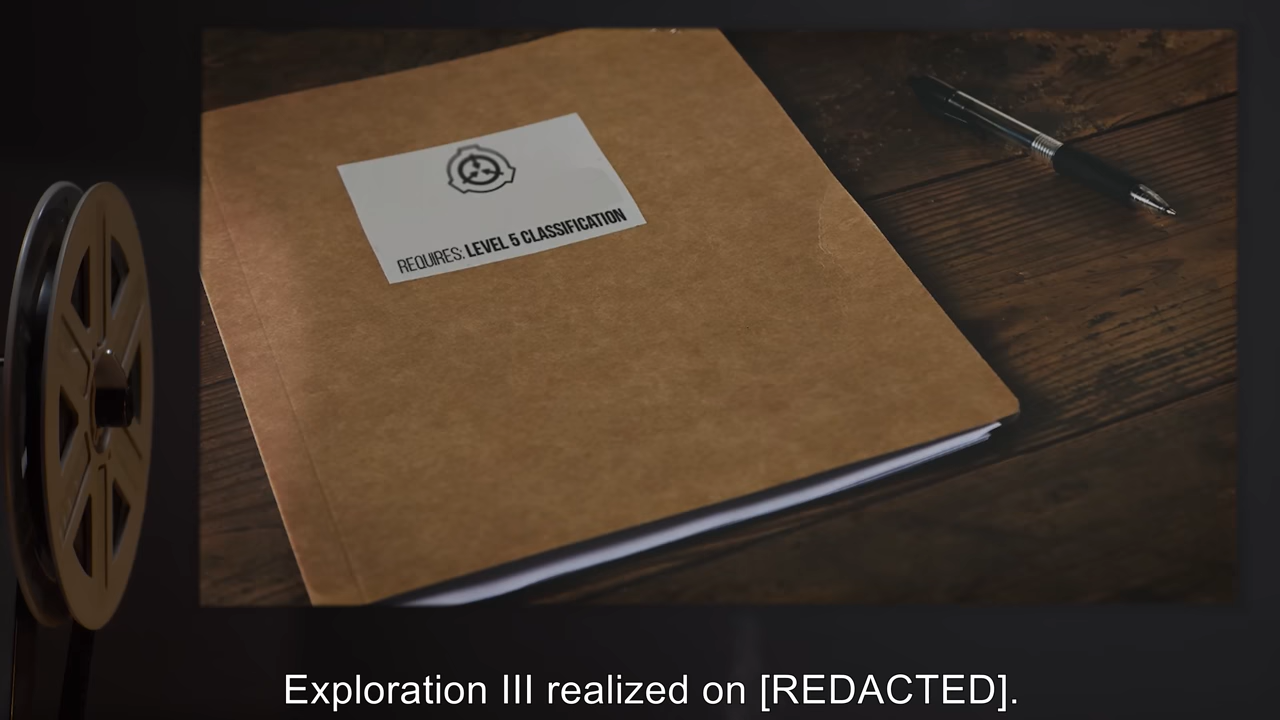 REQUIRES: LEVEL 5 CLASSIFICATION
Exploration III realized on [REDACTED].